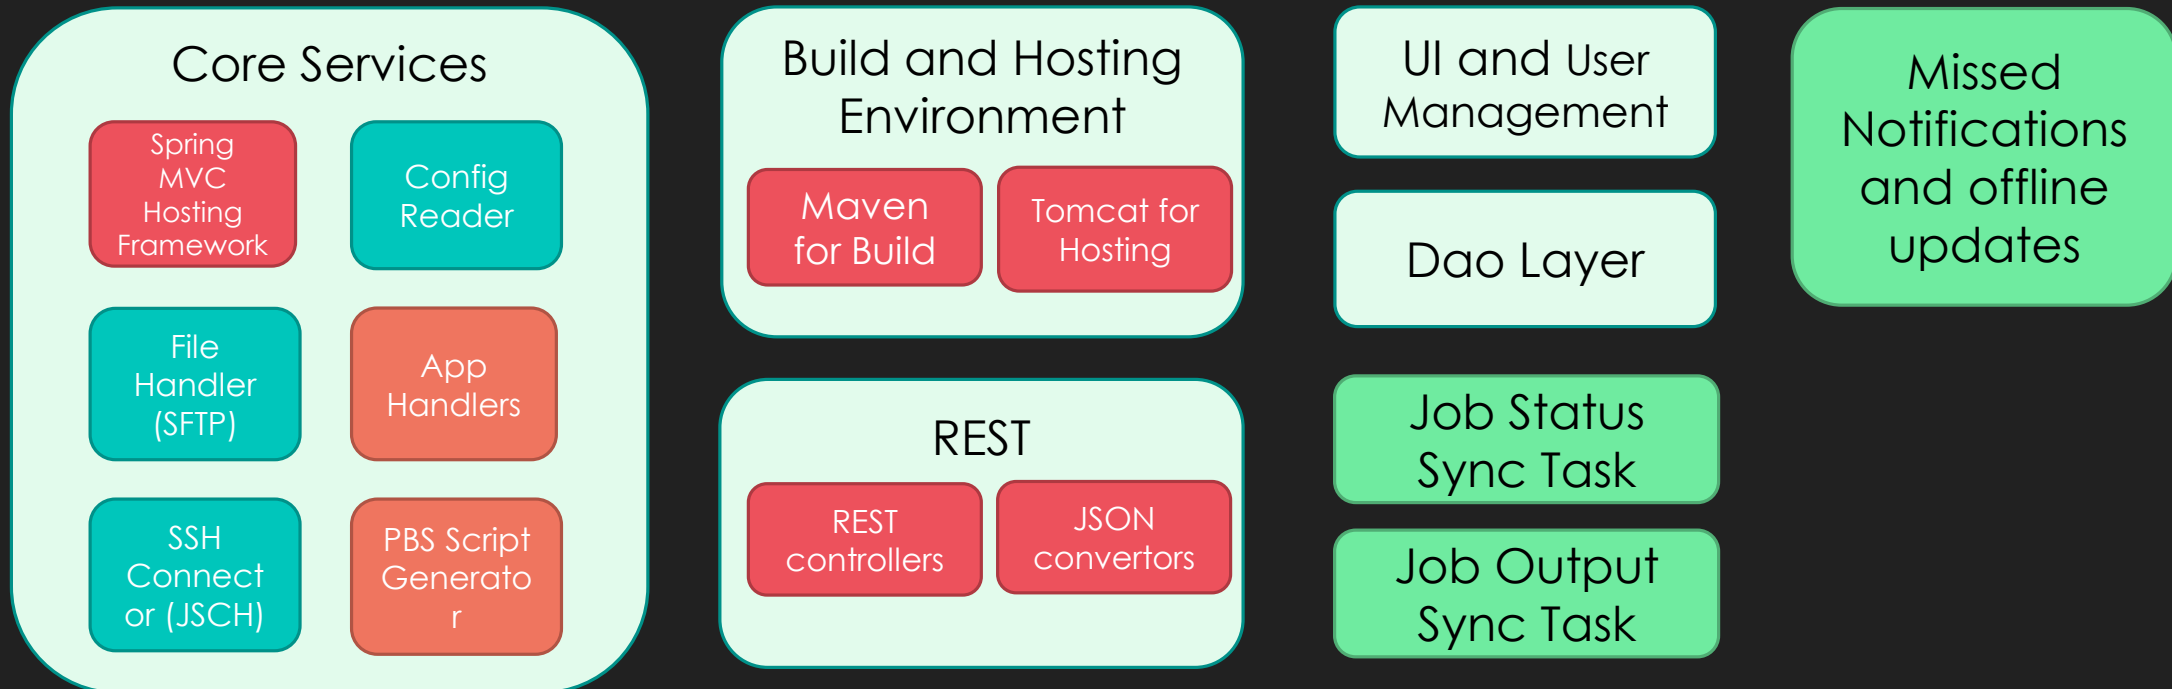 Core Services
Spring
MVC
Hosting
Framework
Config
Reader
File
Handler
(SFTP)
App
Handlers
SSH
Connect
or (JSCH)
PBS Script
Generato
r
Build and Hosting
Environment
Maven
for Build
Tomcat for
Hosting
REST
REST
controllers
JSON
convertors
UI and User
Management
Dao Layer
Job Status
Sync Task
Job Output
Sync Task
Missed
Notifications
and offline
updates